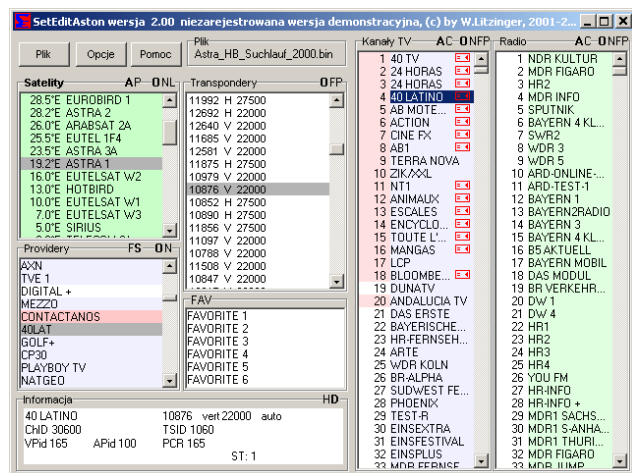 SetEditAston wersja 2.00 niezarejestrowana wersja demonstracyjna, (c) by W.Litzinger, 2001-2...
Plik
Opcje
Pomoc
Plik
Astra_HB_Suchlauf_2000.bin
Satelity A P O N L
28.5°E EUROBIRD 1
28.2°E ASTRA 2
26.0°E ARABSAT 2A
25.5°E EUTEL 1F4
23.5°E ASTRA 3A
19.2°E ASTRA 1
16.0°E EUTELSAT W2
13.0°E HOTBIRD
10.0°E EUTELSAT W1
7.0°E EUTELSAT W3
5.0°E SIRIUS
Transpondery O F P
11992 H 27500
12692 H 22000
12640 V 22000
11685 V 22000
12581 V 22000
11875 H 27500
10979 V 22000
10876 V 22000
10852 H 27500
10890 H 27500
11856 V 27500
11097 V 22000
10788 V 22000
11508 V 22000
10847 V 22000
Providery F S O N
AXN
TVE 1
DIGITAL +
MEZZO
CONTACTANOS
40LAT
GOLF+
CP30
PLAYBOY TV
NATGEO
FAV
FAVORITE 1
FAVORITE 2
FAVORITE 3
FAVORITE 4
FAVORITE 5
FAVORITE 6
Informacja H D
40 LATINO 10876 vert 22000 auto
ChID 30600 TSID 1060
VPid 165 APid 100 PCR 165
ST: 1
Kanały TV A C O N F P
1 40 TV
2 24 HORAS
3 24 HORAS
4 40 LATINO
5 AB MOTE...
6 ACTION
7 CINE FX
8 AB1
9 TERRA NOVA
10 ZIK/XXL
11 NT1
12 ANIMAUX
13 ESCALES
14 ENCYCLO...
15 TOUTE L'...
16 MANGAS
17 LCP
18 BLOOMBE...
19 DUNATV
20 ANDALUCIA TV
21 DAS ERSTE
22 BAYERISCHE...
23 HR-FERNSEH...
24 ARTE
25 WDR KÖLN
26 BR-ALPHA
27 SÜDWEST FE...
28 PHOENIX
29 TEST-R
30 EINSEXTRA
31 EINSFESTIVAL
32 EINSPLUS
33 MDR FERNSE...
Radio A C O N F P
1 NDR KULTUR
2 MDR FIGARO
3 HR2
4 MDR INFO
5 SPUTNIK
6 BAYERN 4 KL...
7 SWR2
8 WDR 3
9 WDR 5
10 ARD-ONLINE-...
11 ARD-TEST-1
12 BAYERN 1
13 BAYERN2RADIO
14 BAYERN 3
15 BAYERN 4 KL...
16 B5 AKTUELL
17 BAYERN MOBIL
18 DAS MODUL
19 BR VERKEHR...
20 DW 1
21 DW 4
22 HR1
23 HR2
24 HR3
25 HR4
26 YOU FM
27 HR-INFO
28 HR-INFO +
29 MDR1 SACHS...
30 MDR1 S-ANHA...
31 MDR1 THURI...
32 MDR FIGARO
33 MDR JUMP